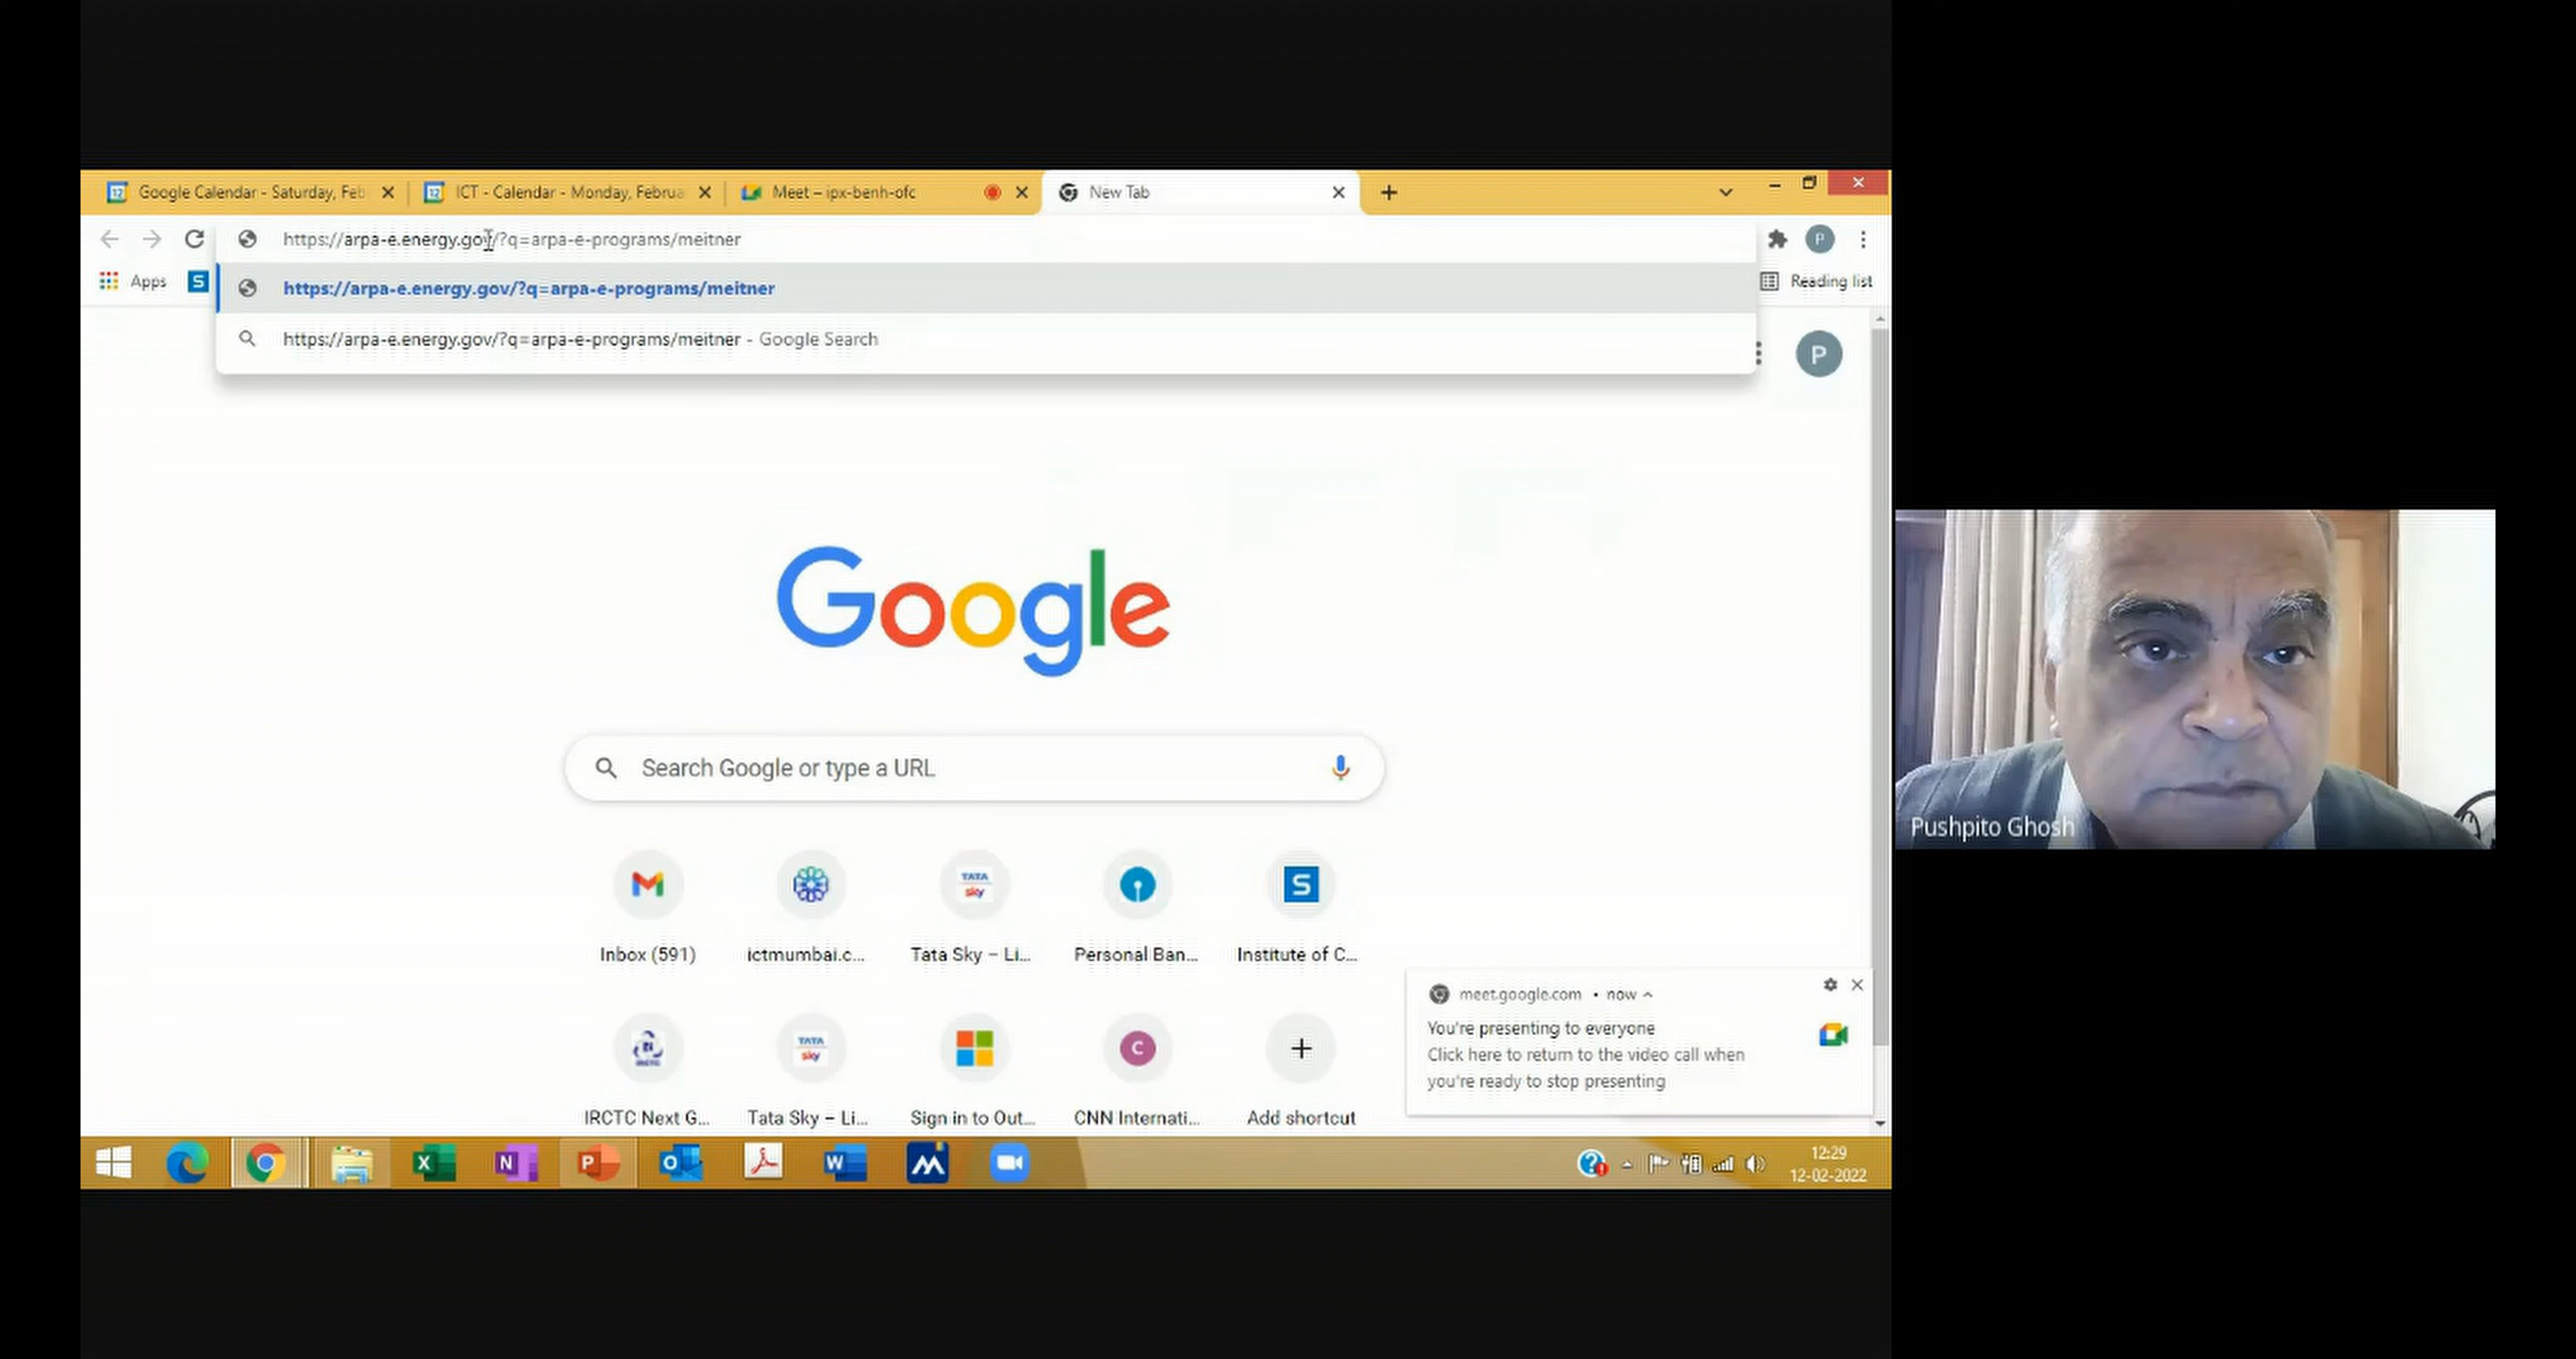 Google Calendar - Saturday, Feb
ICT - Calendar - Monday, Februa
Meet – ipx-benh-ofc
New Tab
https://arpa-e.energy.gov/?q=arpa-e-programs/meitner
P
Apps
S
https://arpa-e.energy.gov/?q=arpa-e-programs/meitner
Reading list
https://arpa-e.energy.gov/?q=arpa-e-programs/meitner - Google Search
P
Google
Search Google or type a URL
TATA sky
S
Inbox (591)
ictmumbai.c...
Tata Sky – Li...
Personal Ban...
Institute of C...
TATA sky
C
IRCTC Next G...
Tata Sky – Li...
Sign in to Out...
CNN Internati...
Add shortcut
meet.google.com • now
You're presenting to everyone
Click here to return to the video call when
you're ready to stop presenting
12:29
12-02-2022
Pushpito Ghosh